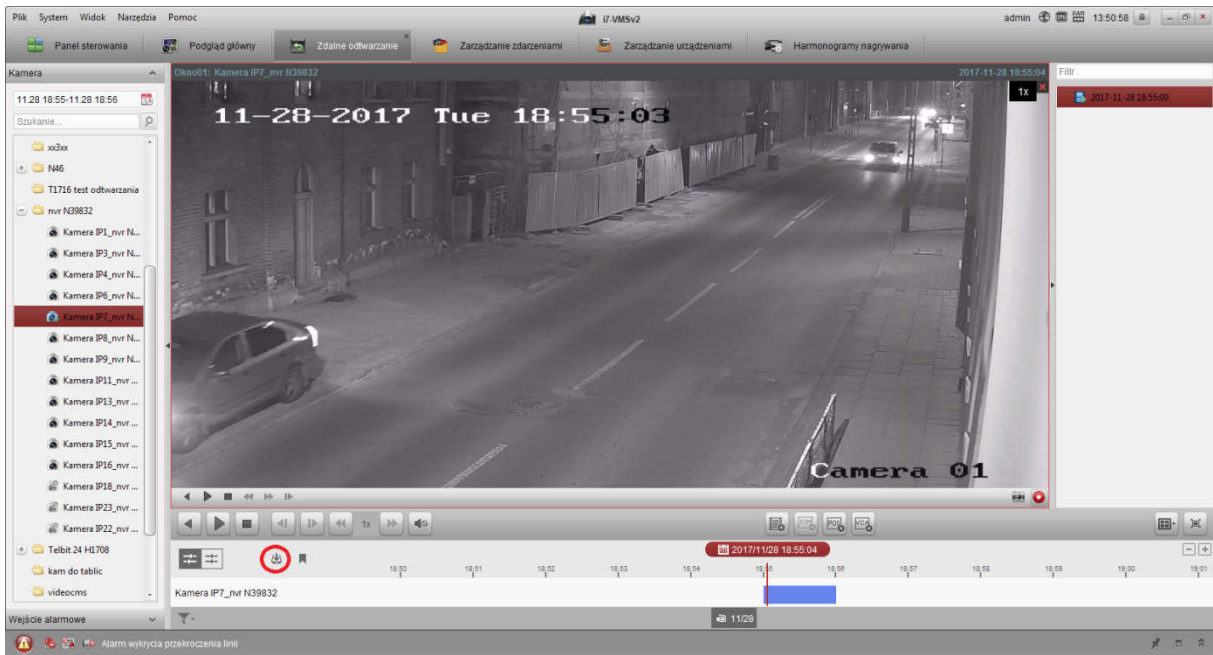 Plik System Widok Narzędzia Pomoc i7-VMSv2 admin 13:50:58
Panel sterowania Podgląd główny Zdalne odtwarzanie Zarządzanie zdarzeniami Zarządzanie urządzeniami Harmonogramy nagrywania
Kamera
11.28 18:55-11.28 18:56
Szukanie...
xx3xx
N46
T1716 test odtwarzania
nvr N39832
Kamera IP1_nvr N...
Kamera IP3_nvr N...
Kamera IP4_nvr N...
Kamera IP6_nvr N...
Kamera IP7_nvr N...
Kamera IP8_nvr N...
Kamera IP9_nvr N...
Kamera IP11_nvr ...
Kamera IP13_nvr ...
Kamera IP14_nvr ...
Kamera IP15_nvr ...
Kamera IP16_nvr ...
Kamera IP18_nvr ...
Kamera IP23_nvr ...
Kamera IP22_nvr ...
Telbit 24 H1708
kam do tablic
videocms
Wejście alarmowe
Okno01: Kamera IP7_nvr N39832 2017-11-28 18:55:04
1x
11-28-2017 Tue 18:55:03
Camera 01
1x ATM POS VCA
2017/11/28 18:55:04
18:50 18:51 18:52 18:53 18:54 18:55 18:56 18:57 18:58 18:59 19:00 19:01
Kamera IP7_nvr N39832
11/28
Filtr
2017-11-28 18:55:00
Alarm wykrycia przekroczenia linii